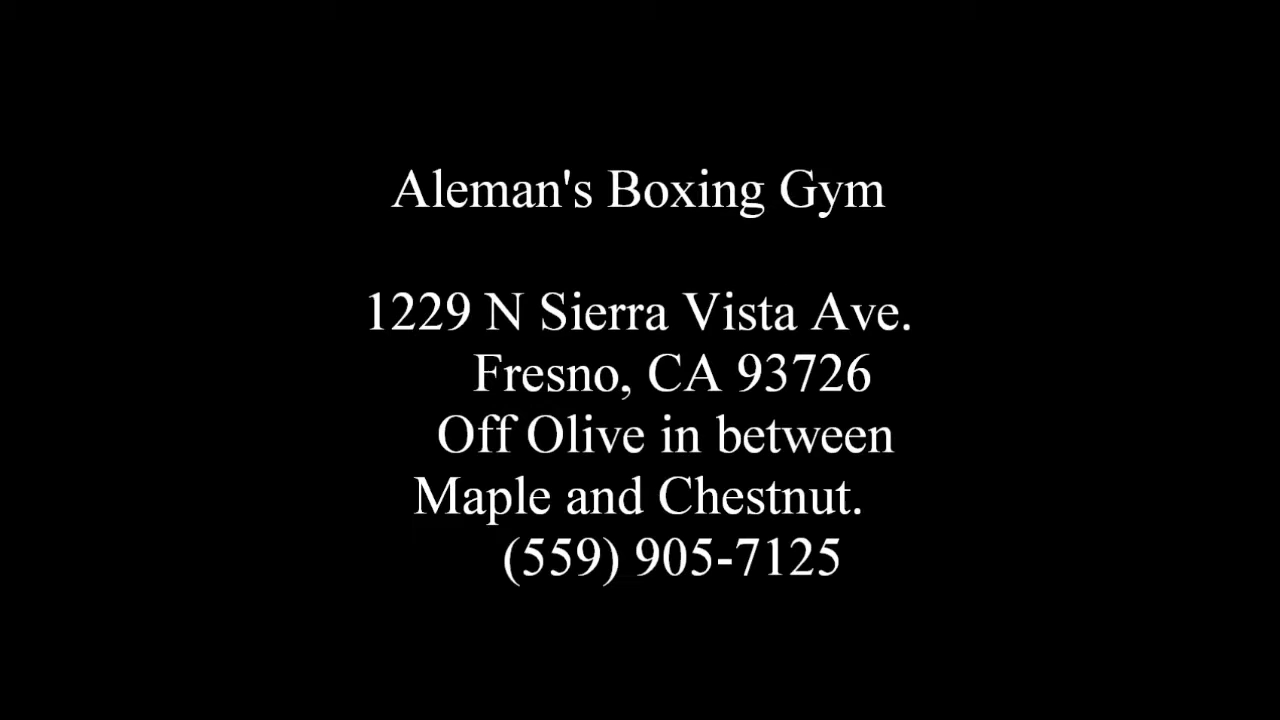 Aleman's Boxing Gym
1229 N Sierra Vista Ave.
Fresno, CA 93726
Off Olive in between
Maple and Chestnut.
(559) 905-7125